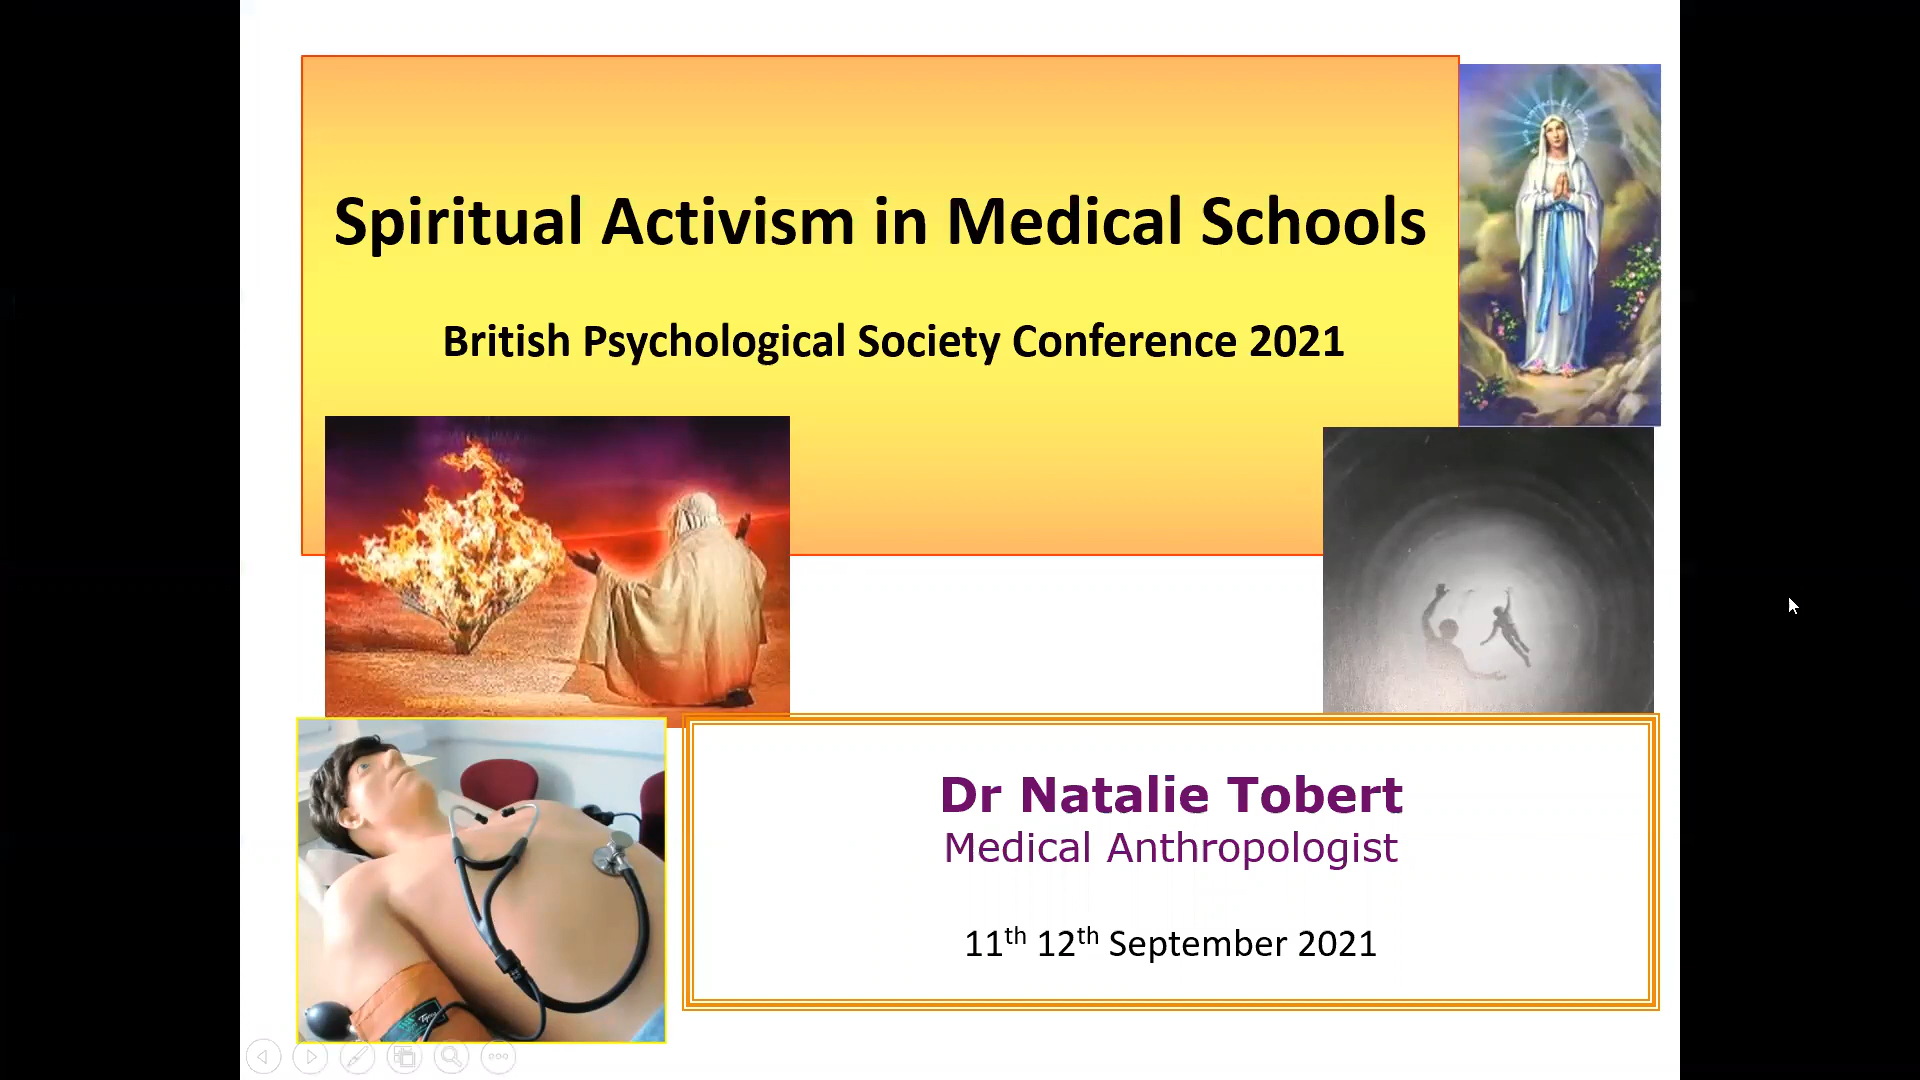 Spiritual Activism in Medical Schools
British Psychological Society Conference 2021
Dr Natalie Tobert
Medical Anthropologist
11th 12th September 2021